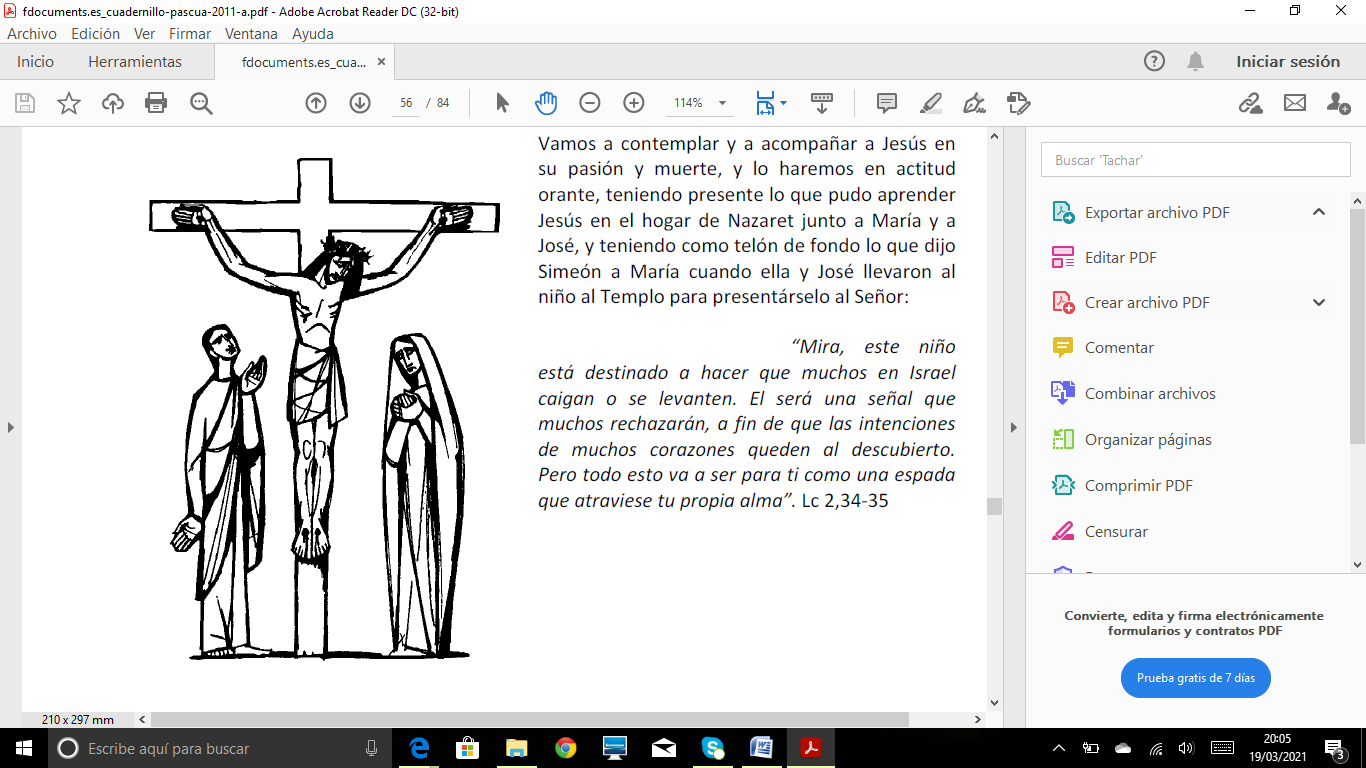 fdocuments.es_cuadernillo-pascua-2011-a.pdf - Adobe Acrobat Reader DC (32-bit)
Archivo Edición Ver Firmar Ventana Ayuda
Inicio Herramientas fdocuments.es_cua... Iniciar sesión
56 / 84 114%
Vamos a contemplar y a acompañar a Jesús en
su pasión y muerte, y lo haremos en actitud
orante, teniendo presente lo que pudo aprender
Jesús en el hogar de Nazaret junto a María y a
José, y teniendo como telón de fondo lo que dijo
Simeón a María cuando ella y José llevaron al
niño al Templo para presentárselo al Señor:
“Mira, este niño
está destinado a hacer que muchos en Israel
caigan o se levanten. El será una señal que
muchos rechazarán, a fin de que las intenciones
de muchos corazones queden al descubierto.
Pero todo esto va a ser para ti como una espada
que atraviese tu propia alma”. Lc 2,34-35
210 x 297 mm
Buscar 'Tachar'
Exportar archivo PDF
Editar PDF
Crear archivo PDF
Comentar
Combinar archivos
Organizar páginas
Comprimir PDF
Censurar
Convierte, edita y firma electrónicamente
formularios y contratos PDF
Prueba gratis de 7 días
Escribe aquí para buscar
20:05
19/03/2021
3